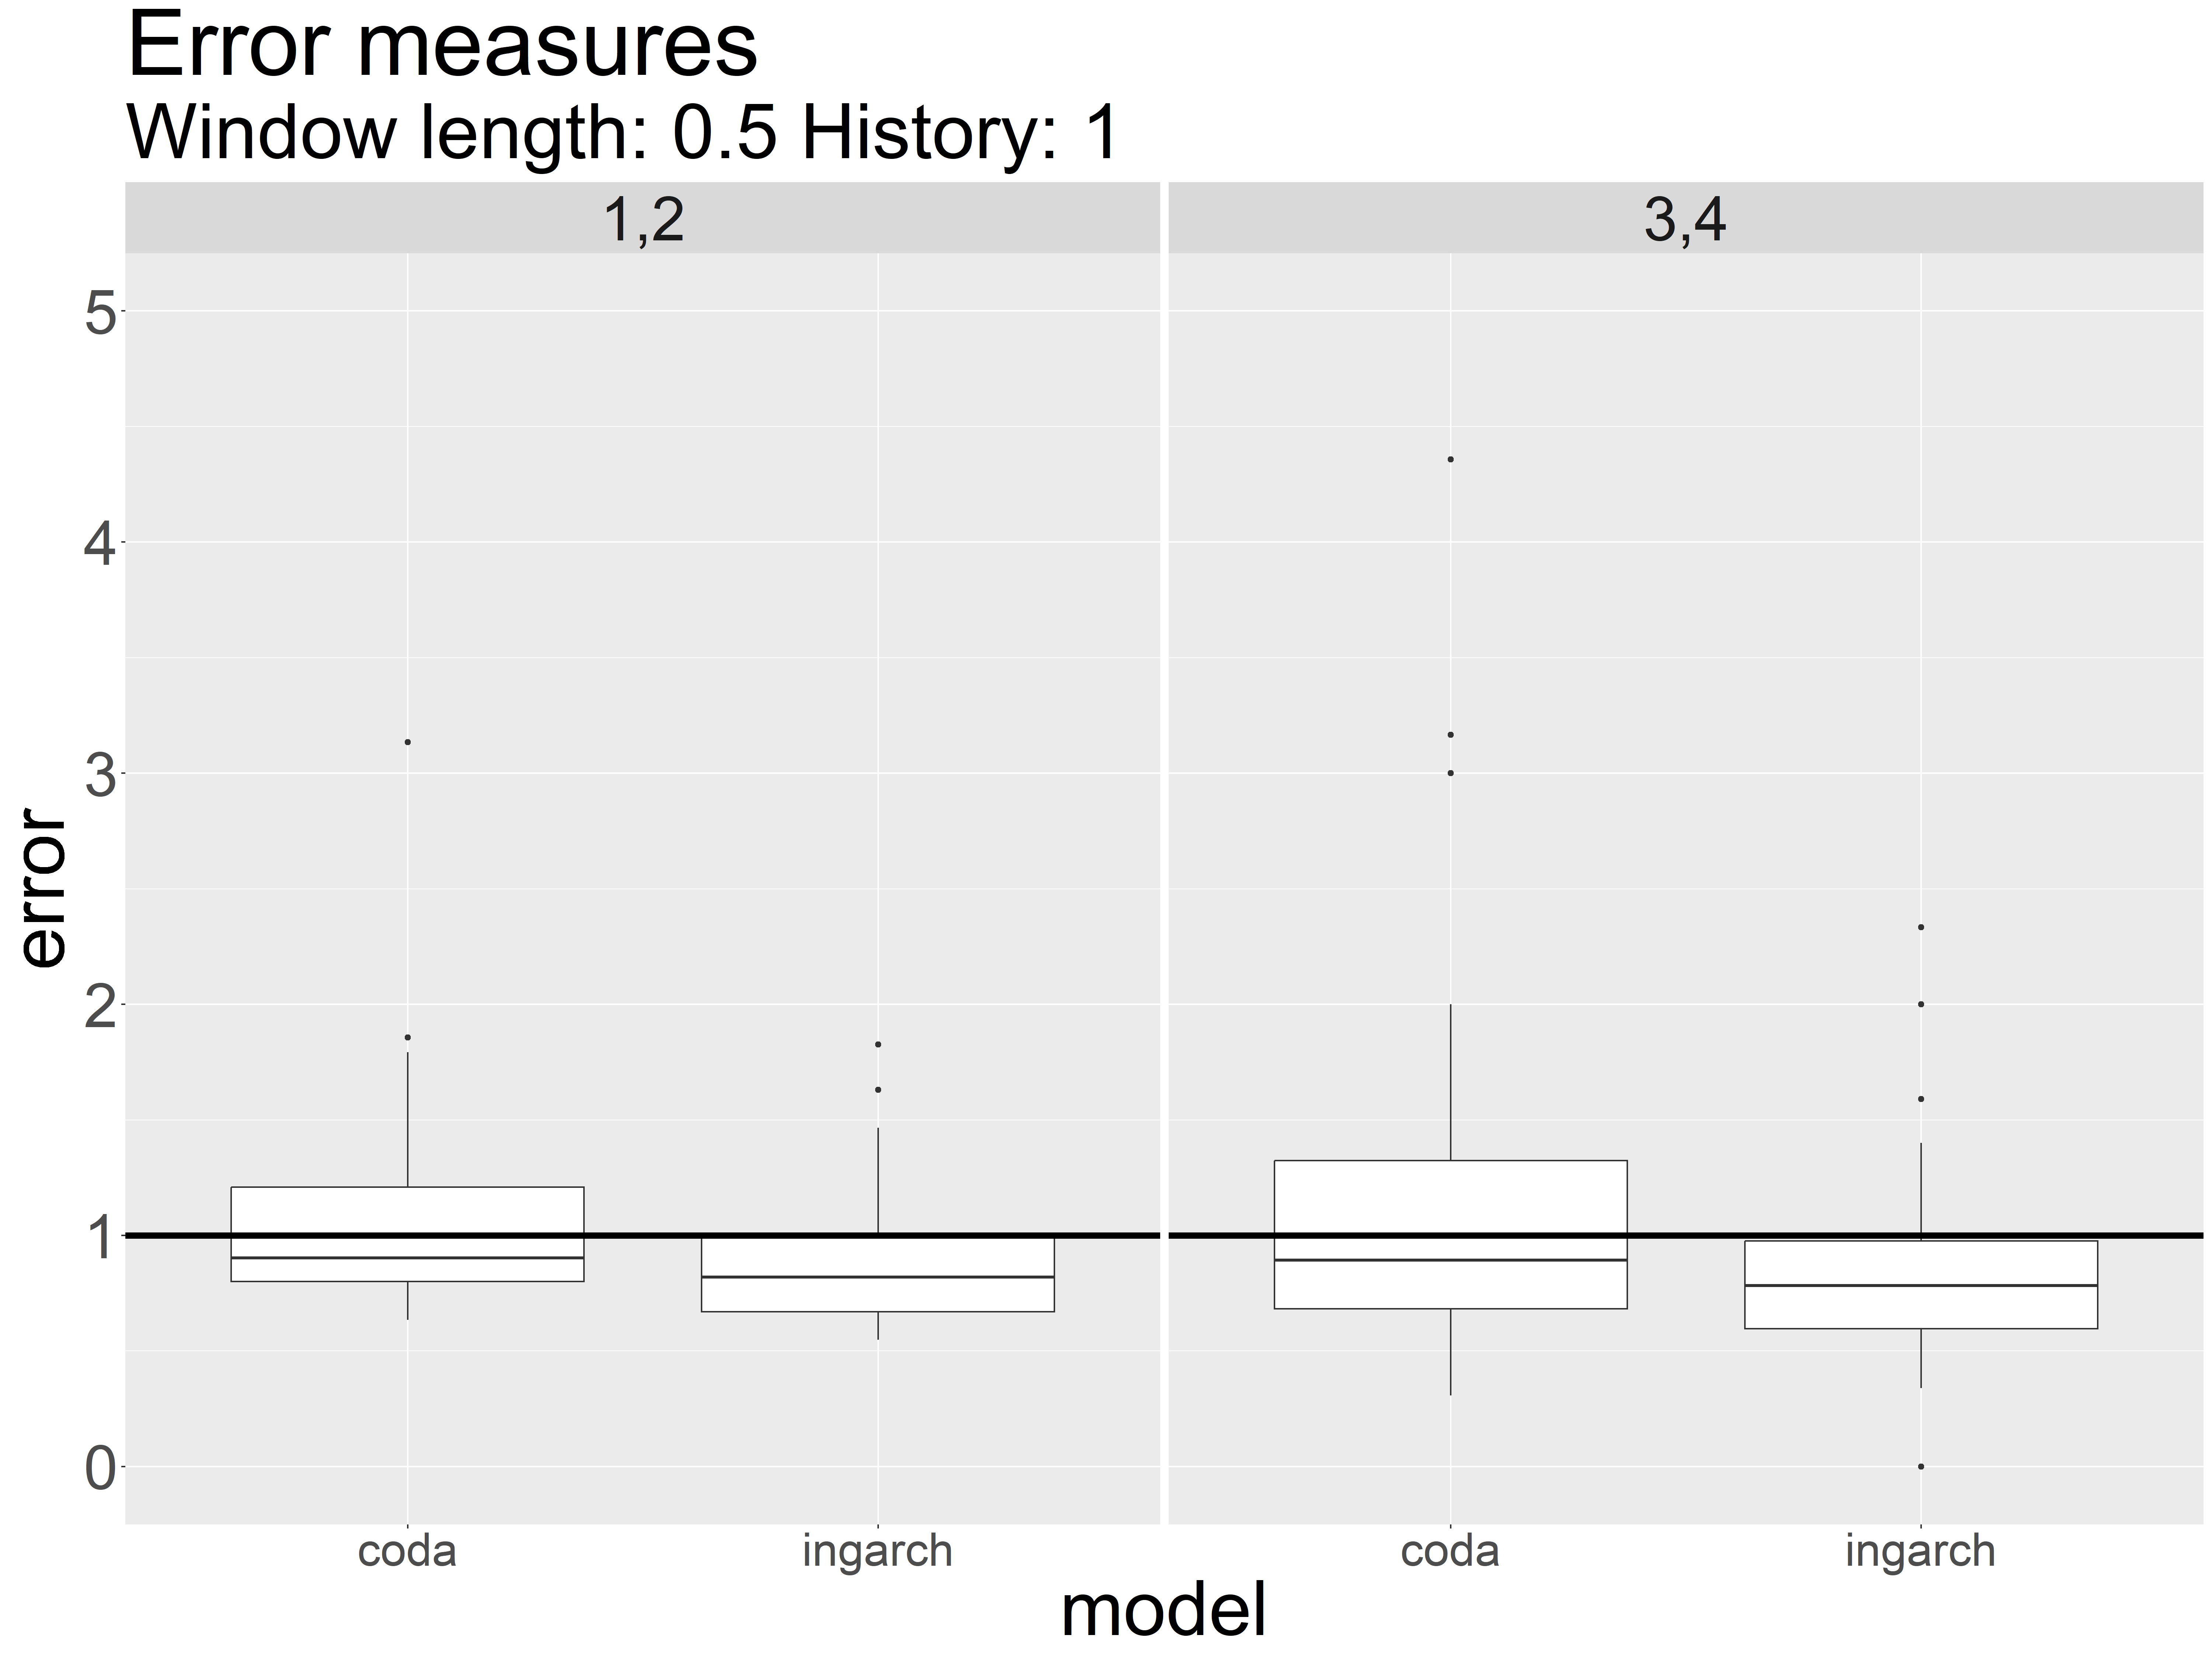 Error measures
Window length: 0.5 History: 1
1,2
3,4
5
4
3
2
1
0
error
coda
ingarch
coda
ingarch
model